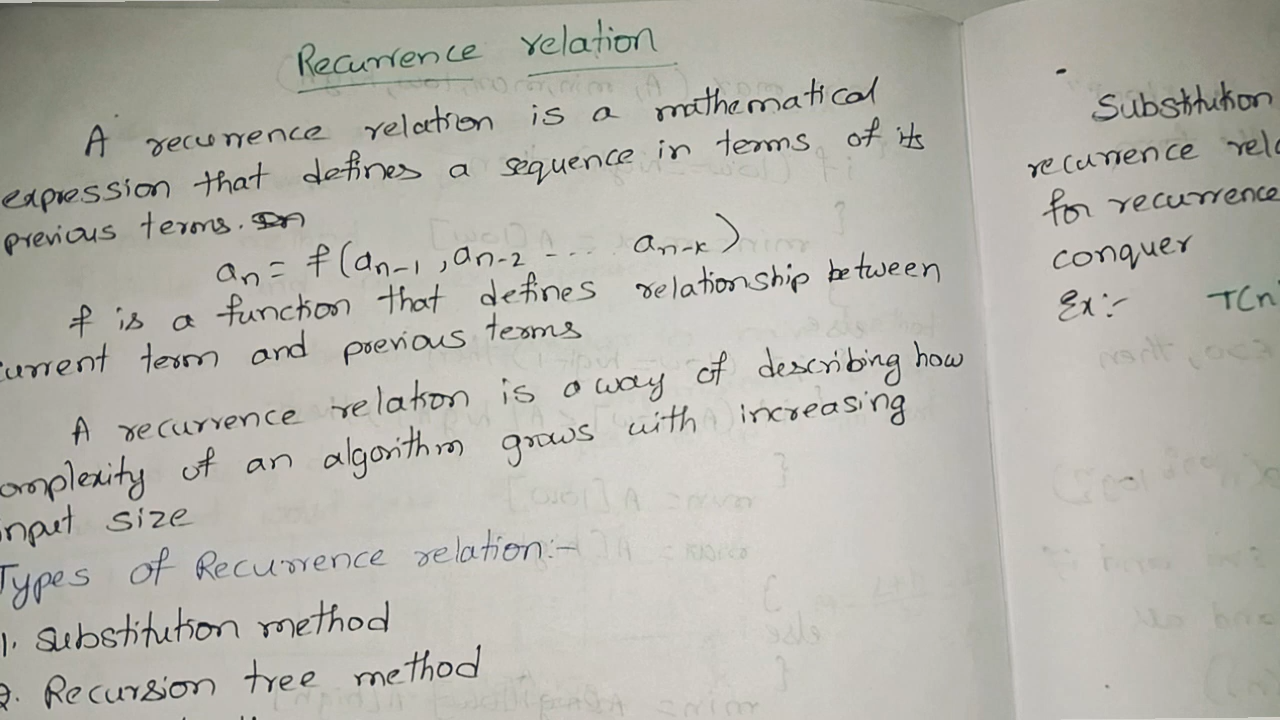 Recurrence relation
A recurrence relation is a mathematical
expression that defines a sequence in terms of its
previous terms.
an = f(an-1, an-2 --- an-k)
f is a function that defines relationship between
current term and previous terms
A recurrence relation is a way of describing how
omplexity of an algorithm grows with increasing
input size
Types of Recurrence relation:-
1. Substitution method
2. Recursion tree method
Substitution
recurrence rela
for recurrence
conquer
Ex:- T(n)